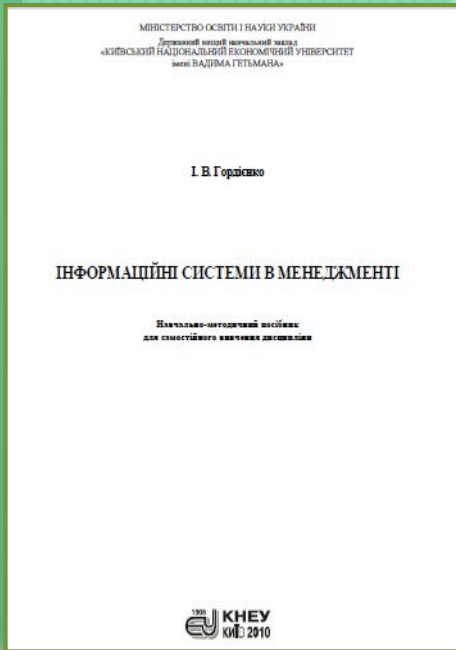 МІНІСТЕРСТВО ОСВІТИ І НАУКИ УКРАЇНИ
Державний вищий навчальний заклад
«КИЇВСЬКИЙ НАЦІОНАЛЬНИЙ ЕКОНОМІЧНИЙ УНІВЕРСИТЕТ
імені ВАДИМА ГЕТЬМАНА»
І. В. Гордієнко
ІНФОРМАЦІЙНІ СИСТЕМИ В МЕНЕДЖМЕНТІ
Навчально-методичний посібник
для самостійного вивчення дисципліни
1906
КНЕУ
КИЇВ 2010